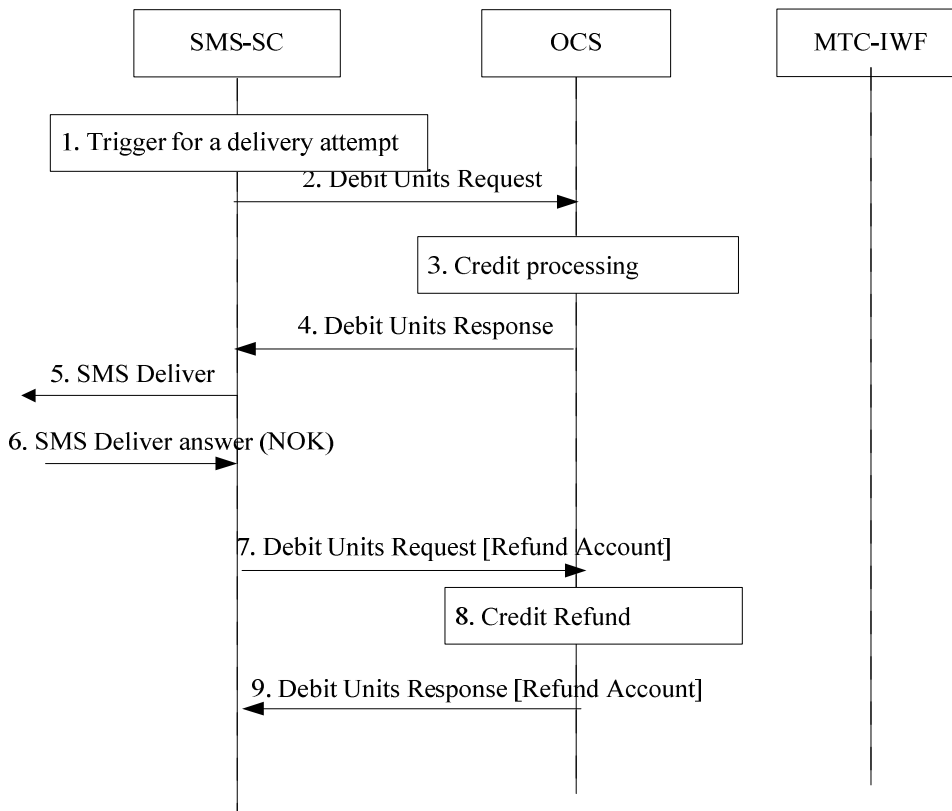 SMS-SC
OCS
MTC-IWF
1. Trigger for a delivery attempt
2. Debit Units Request
3. Credit processing
4. Debit Units Response
5. SMS Deliver
6. SMS Deliver answer (NOK)
7. Debit Units Request [Refund Account]
8. Credit Refund
9. Debit Units Response [Refund Account]